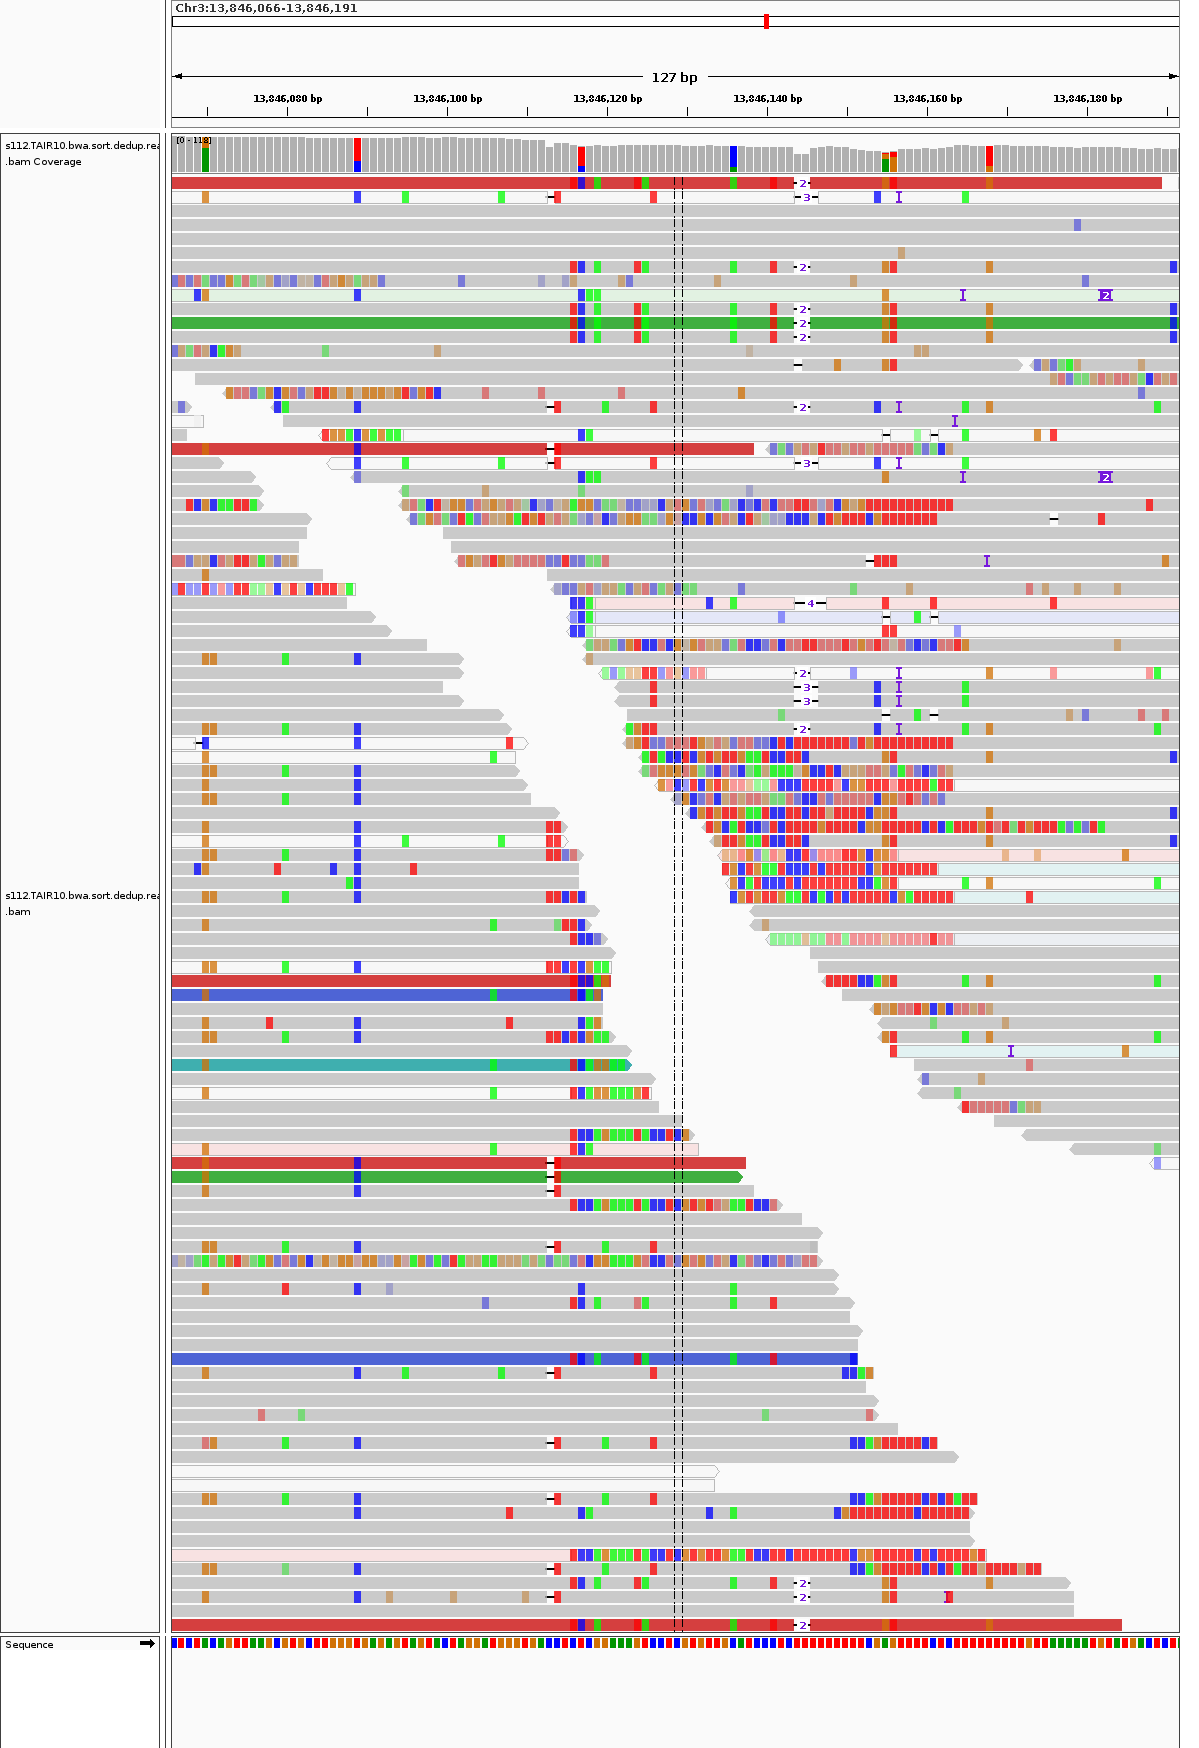 Chr3:13,846,066-13,846,191
127 bp
13,846,080 bp 13,846,100 bp 13,846,120 bp 13,846,140 bp 13,846,160 bp 13,846,180 bp
s112.TAIR10.bwa.sort.dedup.rea
.bam Coverage
[0 - 118]
2
3
2
2
2
2
2
2
3
2
4
2
3
3
2
s112.TAIR10.bwa.sort.dedup.rea
.bam
2
2
2
Sequence